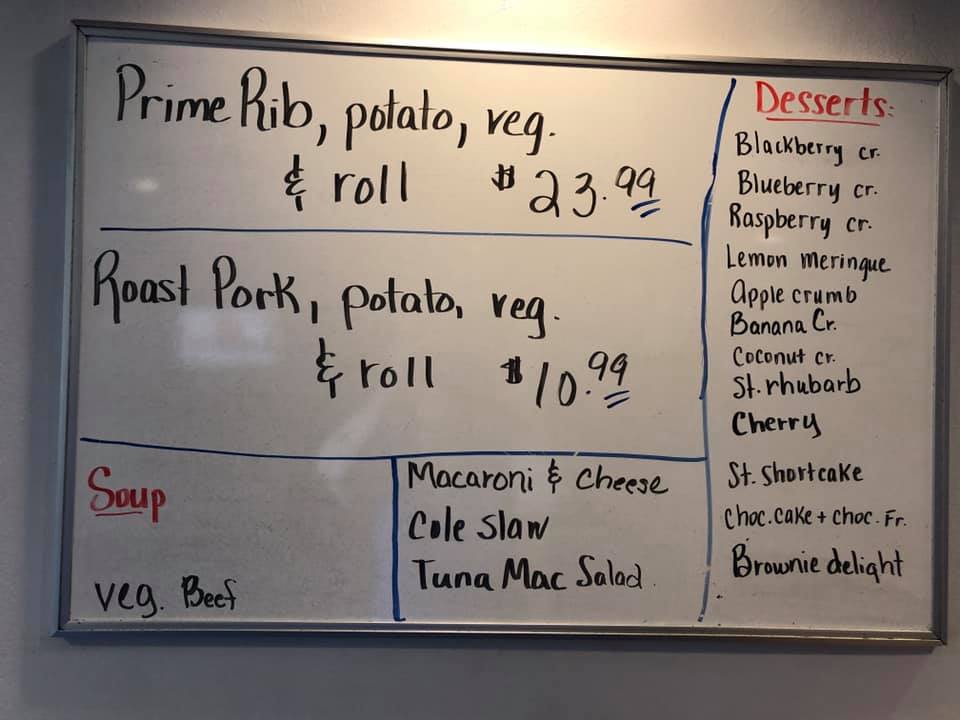 Prime Rib, potato, veg.
& roll $23.99
Roast Pork, potato, veg.
& roll $10.99
Soup
veg. Beef
Macaroni & Cheese
Cole Slaw
Tuna Mac Salad
Desserts:
Blackberry cr.
Blueberry cr.
Raspberry cr.
Lemon meringue
Apple crumb
Banana Cr.
Coconut cr.
St. rhubarb
Cherry
St. Shortcake
Choc. cake + choc. Fr.
Brownie delight